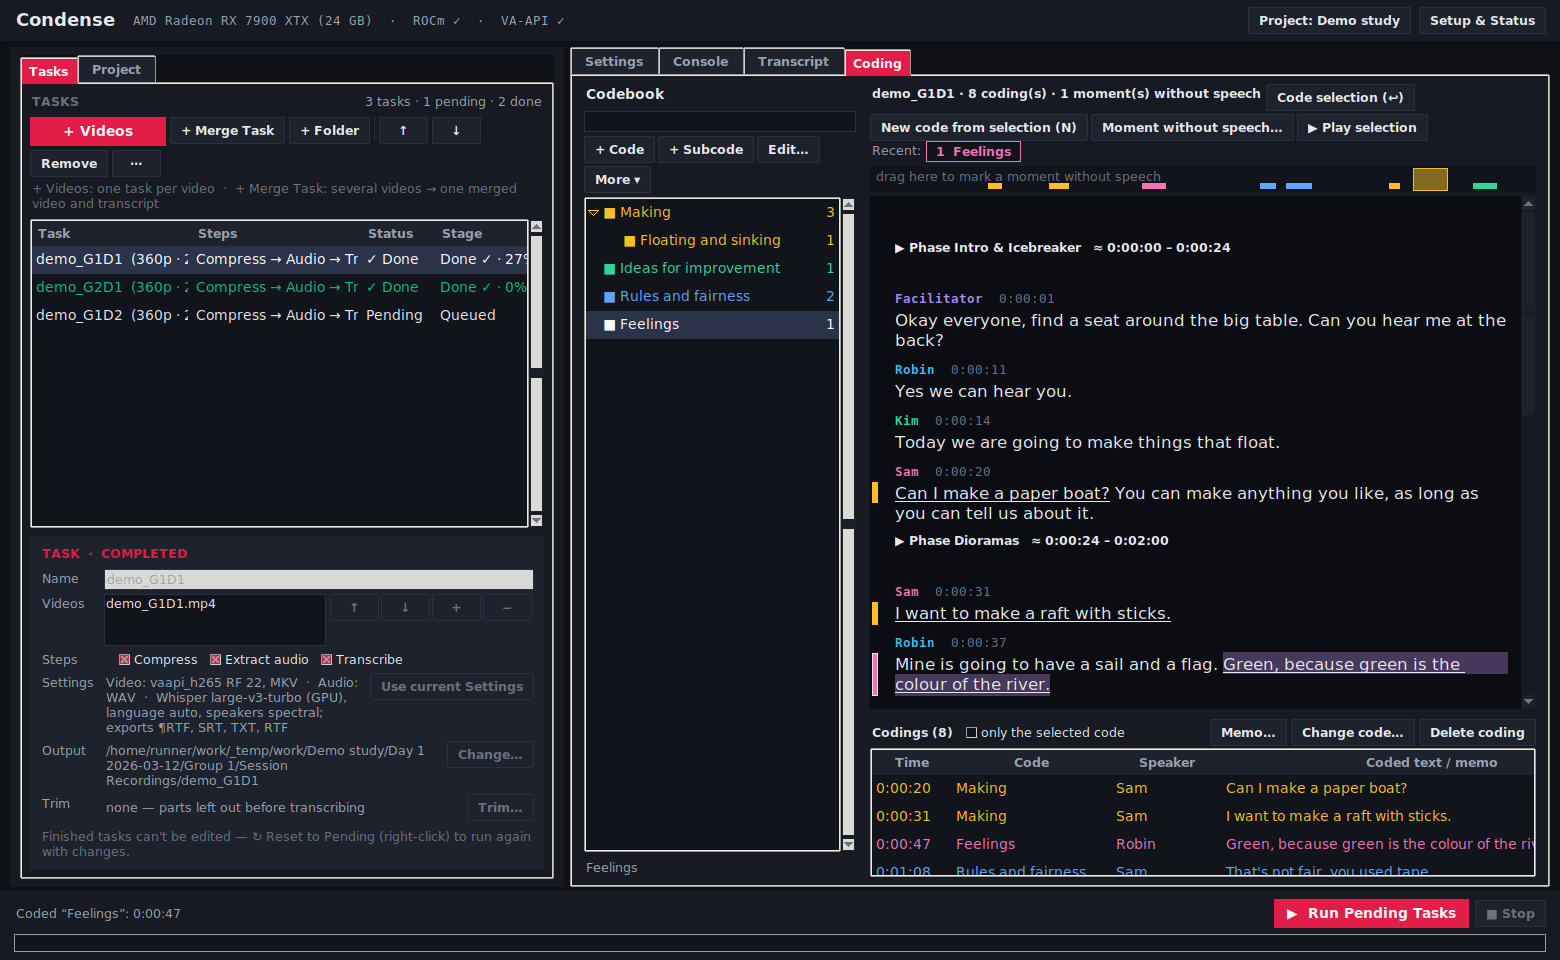 Condense
AMD Radeon RX 7900 XTX (24 GB) · ROCm ✓ · VA-API ✓
Project: Demo study
Setup & Status
Tasks
Project
TASKS
3 tasks · 1 pending · 2 done
+ Videos
+ Merge Task
+ Folder
↑
↓
Remove
...
+ Videos: one task per video · + Merge Task: several videos → one merged
video and transcript
Task Steps Status Stage
demo_G1D1 (360p · 2 Compress → Audio → Tr ✓ Done Done ✓ · 27%
demo_G2D1 (360p · 2 Compress → Audio → Tr ✓ Done Done ✓ · 0%
demo_G1D2 (360p · 2 Compress → Audio → Tr Pending Queued
TASK · COMPLETED
Name demo_G1D1
Videos demo_G1D1.mp4 ↑ ↓ + −
Steps Compress Extract audio Transcribe
Settings Video: vaapi_h265 RF 22, MKV · Audio:
WAV · Whisper large-v3-turbo (GPU),
language auto, speakers spectral;
exports ¶RTF, SRT, TXT, RTF
Use current Settings
Output /home/runner/work/_temp/work/Demo study/Day 1
2026-03-12/Group 1/Session
Recordings/demo_G1D1
Change...
Trim none — parts left out before transcribing
Trim...
Finished tasks can't be edited — ↻ Reset to Pending (right-click) to run again
with changes.
Settings
Console
Transcript
Coding
Codebook
+ Code
+ Subcode
Edit...
More ▾
Making 3
Floating and sinking 1
Ideas for improvement 1
Rules and fairness 2
Feelings 1
Feelings
demo_G1D1 · 8 coding(s) · 1 moment(s) without speech
Code selection (↩)
New code from selection (N)
Moment without speech...
▶ Play selection
Recent: 1 Feelings
drag here to mark a moment without speech
▶ Phase Intro & Icebreaker ≈ 0:00:00 – 0:00:24
Facilitator 0:00:01
Okay everyone, find a seat around the big table. Can you hear me at the
back?
Robin 0:00:11
Yes we can hear you.
Kim 0:00:14
Today we are going to make things that float.
Sam 0:00:20
Can I make a paper boat? You can make anything you like, as long as
you can tell us about it.
▶ Phase Dioramas ≈ 0:00:24 – 0:02:00
Sam 0:00:31
I want to make a raft with sticks.
Robin 0:00:37
Mine is going to have a sail and a flag. Green, because green is the
colour of the river.
Codings (8)
only the selected code
Memo...
Change code...
Delete coding
Time Code Speaker Coded text / memo
0:00:20 Making Sam Can I make a paper boat?
0:00:31 Making Sam I want to make a raft with sticks.
0:00:47 Feelings Robin Green, because green is the colour of the riv
0:01:08 Rules and fairness Sam That's not fair, you used tape
Coded “Feelings”: 0:00:47
▶ Run Pending Tasks
■ Stop